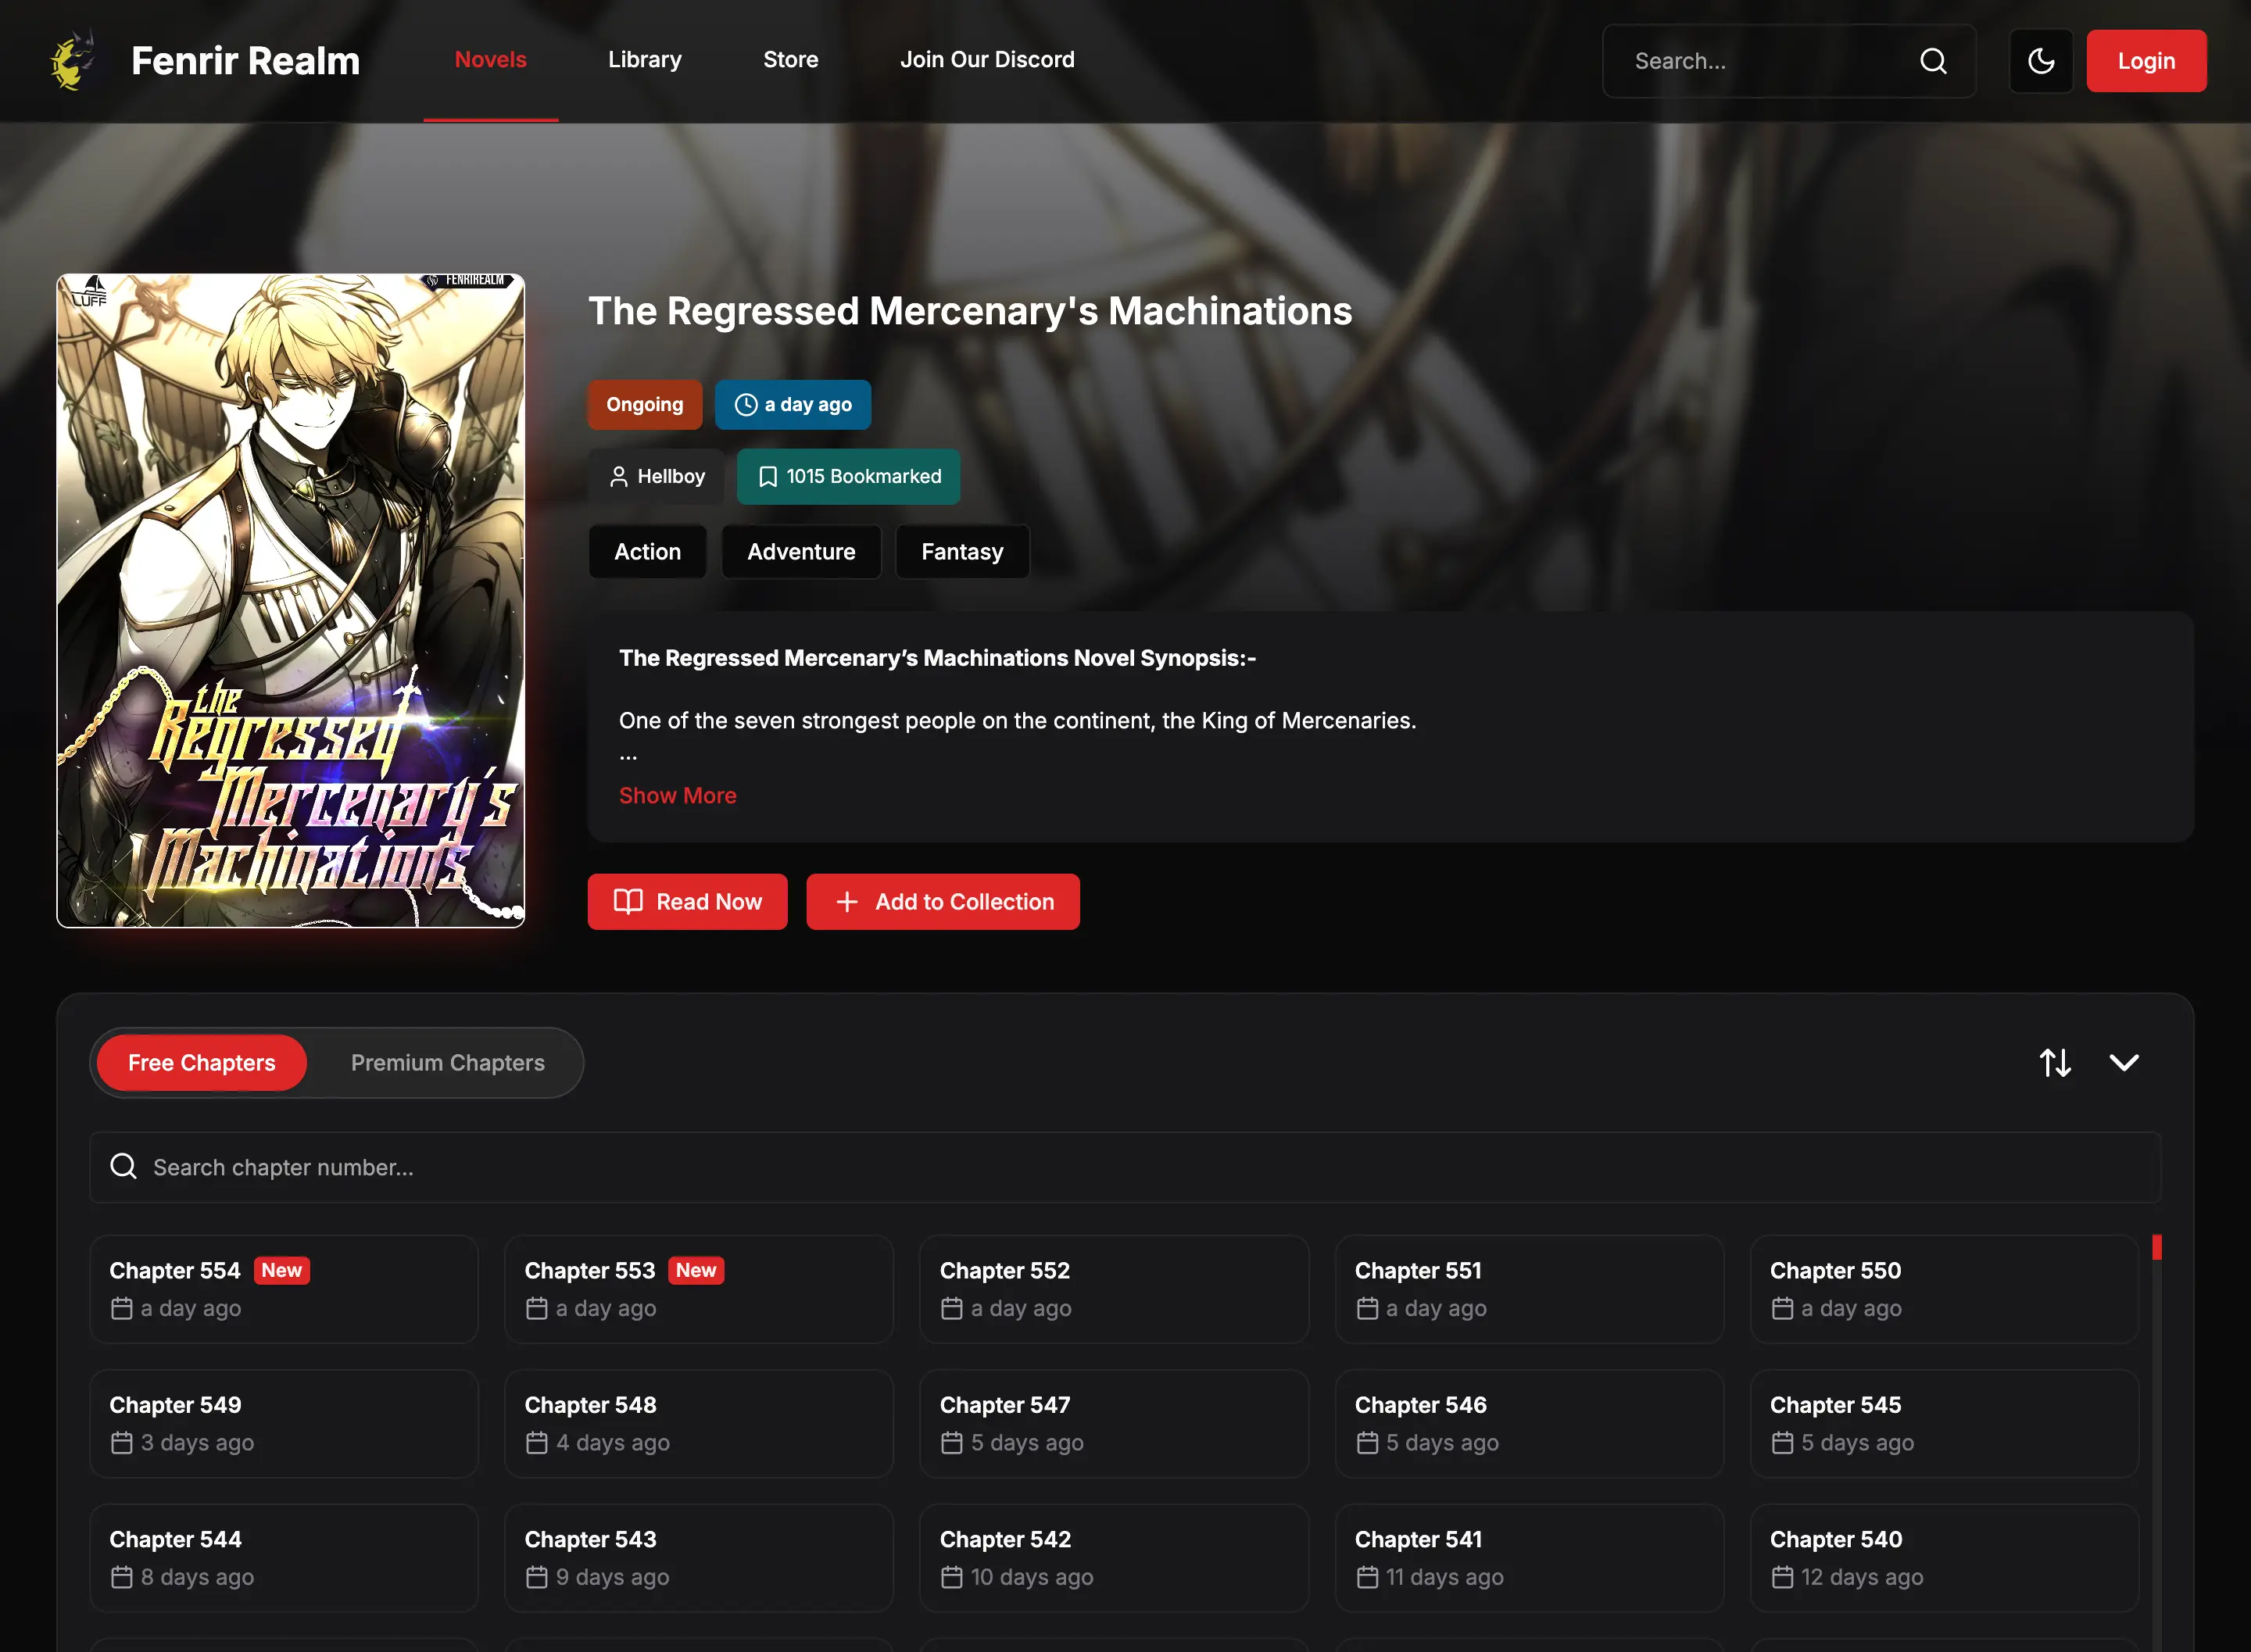 Fenrir Realm
Novels
Library
Store
Join Our Discord
Search...
Login
LUFF
FENRIREALM
the
Regressed
Mercenary's
Machinations
The Regressed Mercenary's Machinations
Ongoing
a day ago
Hellboy
1015 Bookmarked
Action
Adventure
Fantasy
The Regressed Mercenary’s Machinations Novel Synopsis:-
One of the seven strongest people on the continent, the King of Mercenaries.
...
Show More
Read Now
Add to Collection
Free Chapters
Premium Chapters
Search chapter number...
Chapter 554 New
a day ago
Chapter 553 New
a day ago
Chapter 552
a day ago
Chapter 551
a day ago
Chapter 550
a day ago
Chapter 549
3 days ago
Chapter 548
4 days ago
Chapter 547
5 days ago
Chapter 546
5 days ago
Chapter 545
5 days ago
Chapter 544
8 days ago
Chapter 543
9 days ago
Chapter 542
10 days ago
Chapter 541
11 days ago
Chapter 540
12 days ago